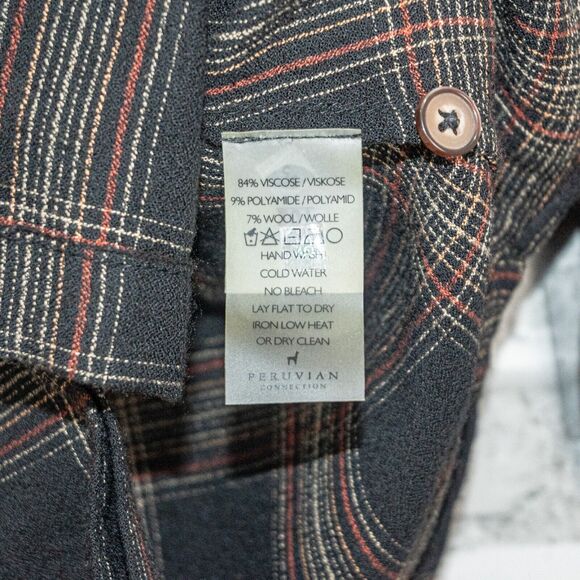 84% VISCOSE / VISKOSE
9% POLYAMIDE / POLYAMID
7% WOOL / WOLLE
HAND WASH
COLD WATER
NO BLEACH
LAY FLAT TO DRY
IRON LOW HEAT
OR DRY CLEAN
PERUVIAN
CONNECTION